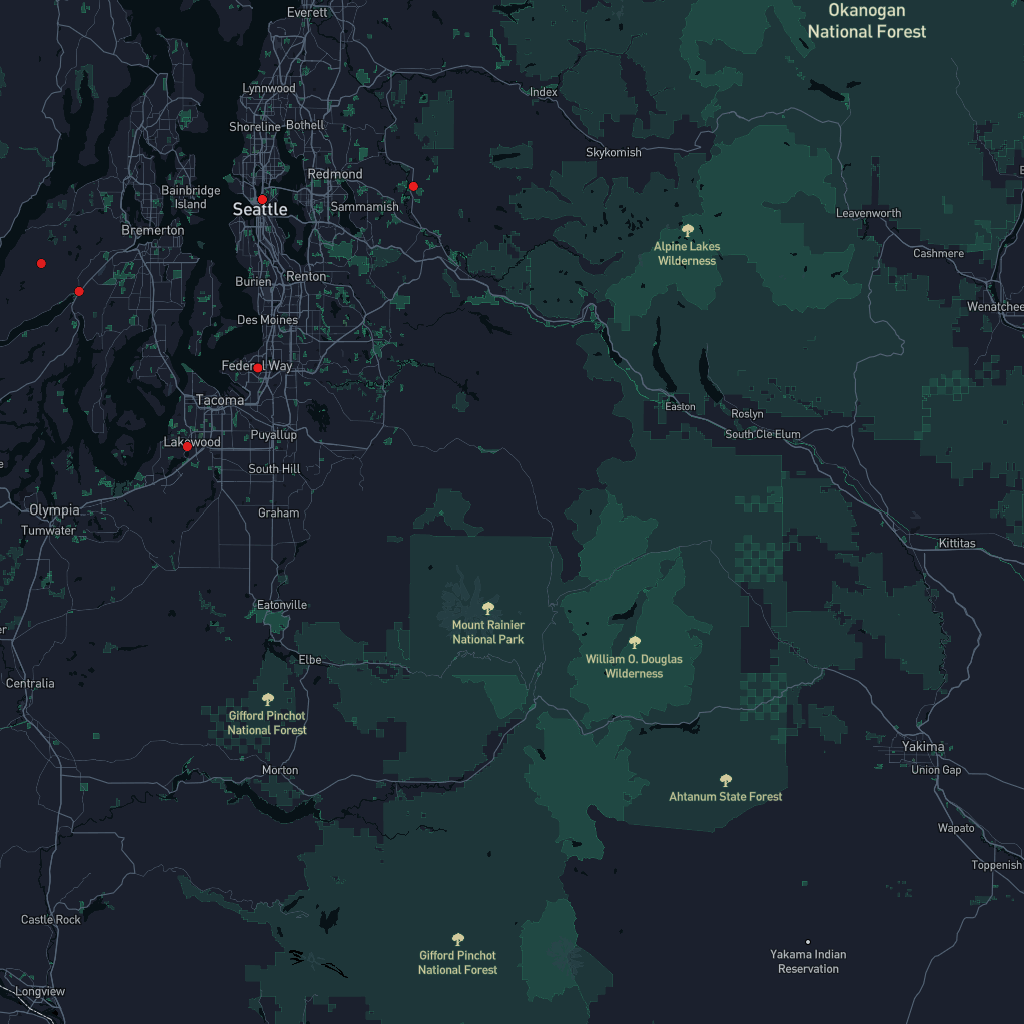 Okanogan
National Forest
Everett
Lynnwood
Index
Shoreline
Bothell
Skykomish
Redmond
Bainbridge
Island
Sammamish
Seattle
Leavenworth
Bremerton
Alpine Lakes
Wilderness
Cashmere
Burien
Renton
Wenatchee
Des Moines
Federal Way
Tacoma
Easton
Roslyn
Lakewood
Puyallup
South Cle Elum
South Hill
Olympia
Graham
Tumwater
Kittitas
Eatonville
Mount Rainier
National Park
Elbe
William O. Douglas
Wilderness
Centralia
Gifford Pinchot
National Forest
Yakima
Morton
Union Gap
Ahtanum State Forest
Wapato
Toppenish
Castle Rock
Gifford Pinchot
National Forest
Yakama Indian
Reservation
Longview